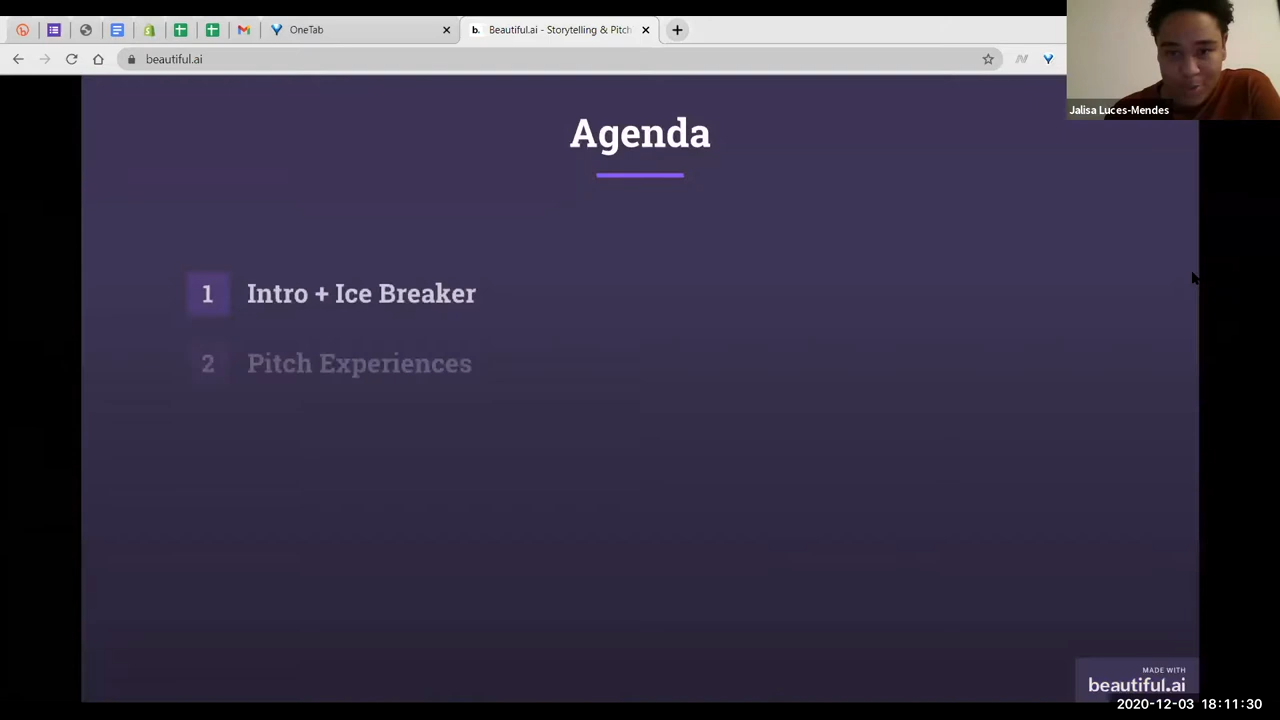 OneTab
b. Beautiful.ai - Storytelling & Pitch
beautiful.ai
Jalisa Luces-Mendes
Agenda
1 Intro + Ice Breaker
2 Pitch Experiences
MADE WITH
beautiful.ai
2020-12-03 18:11:30